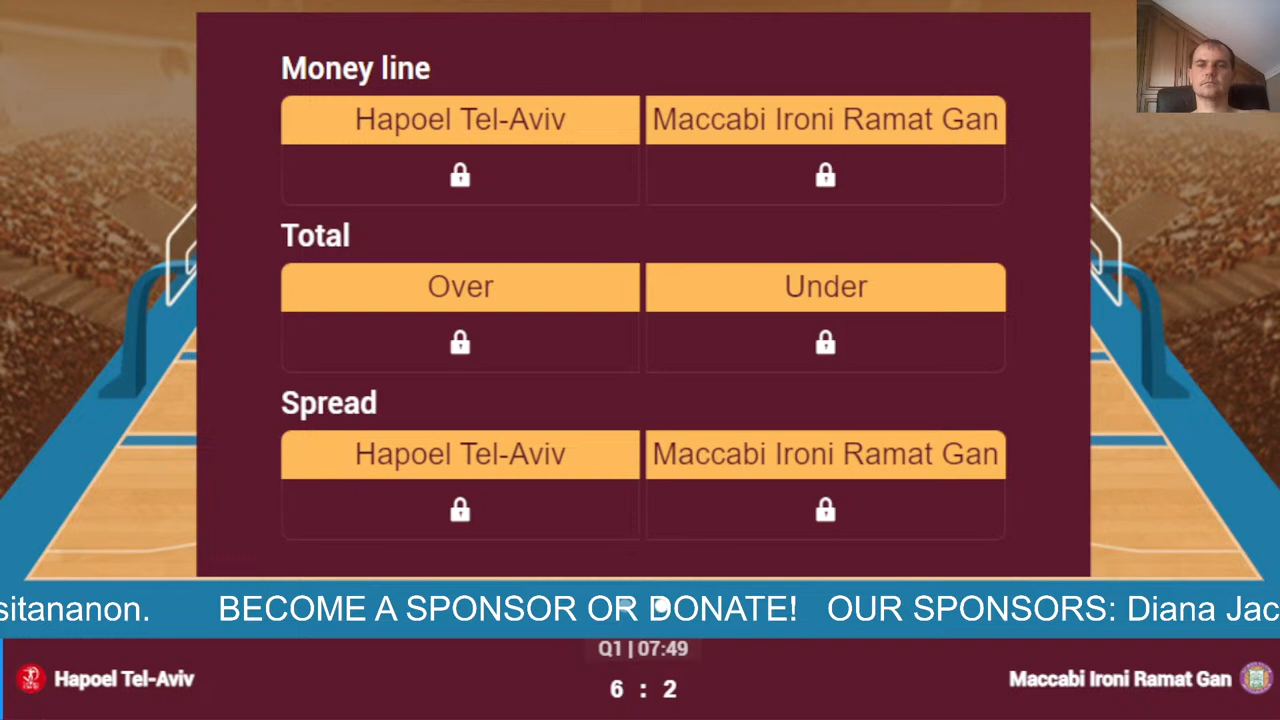 Money line
Hapoel Tel-Aviv
Maccabi Ironi Ramat Gan
Total
Over
Under
Spread
Hapoel Tel-Aviv
Maccabi Ironi Ramat Gan
sitananon. BECOME A SPONSOR OR DONATE! OUR SPONSORS: Diana Jac
Q1 | 07:49
Hapoel Tel-Aviv
6 : 2
Maccabi Ironi Ramat Gan